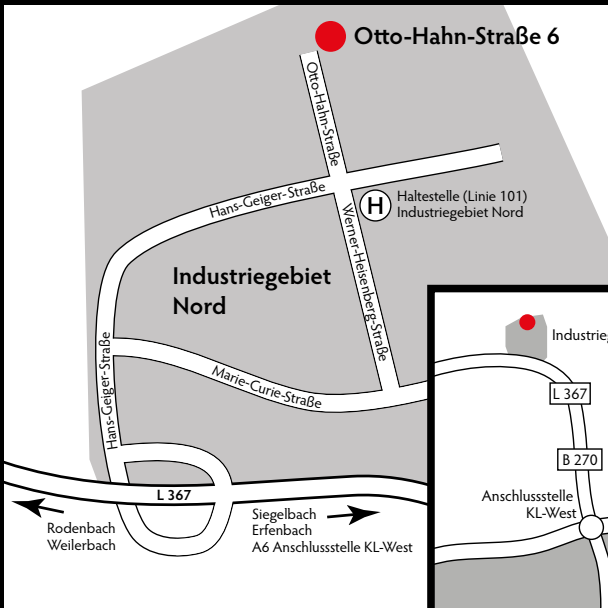 Otto-Hahn-Straße 6
Otto-Hahn-Straße
Hans-Geiger-Straße
H
Haltestelle (Linie 101)
Industriegebiet Nord
Werner-Heisenberg-Straße
Industriegebiet
Nord
Hans-Geiger-Straße
Marie-Curie-Straße
L 367
Rodenbach
Weilerbach
Siegelbach
Erfenbach
A6 Anschlussstelle KL-West
L 367
B 270
Anschlussstelle
KL-West